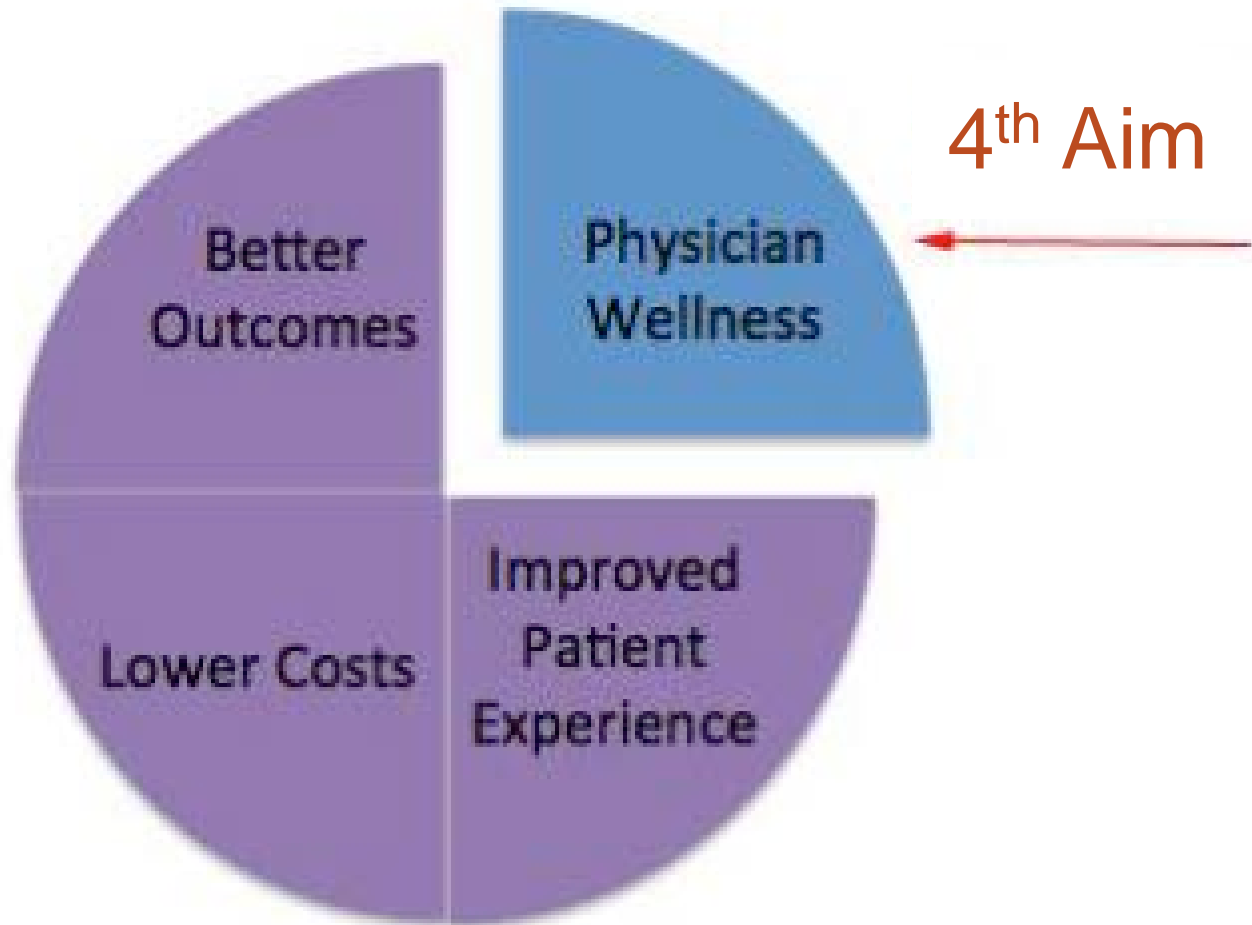 4th Aim
Better
Outcomes
Physician
Wellness
Lower Costs
Improved
Patient
Experience